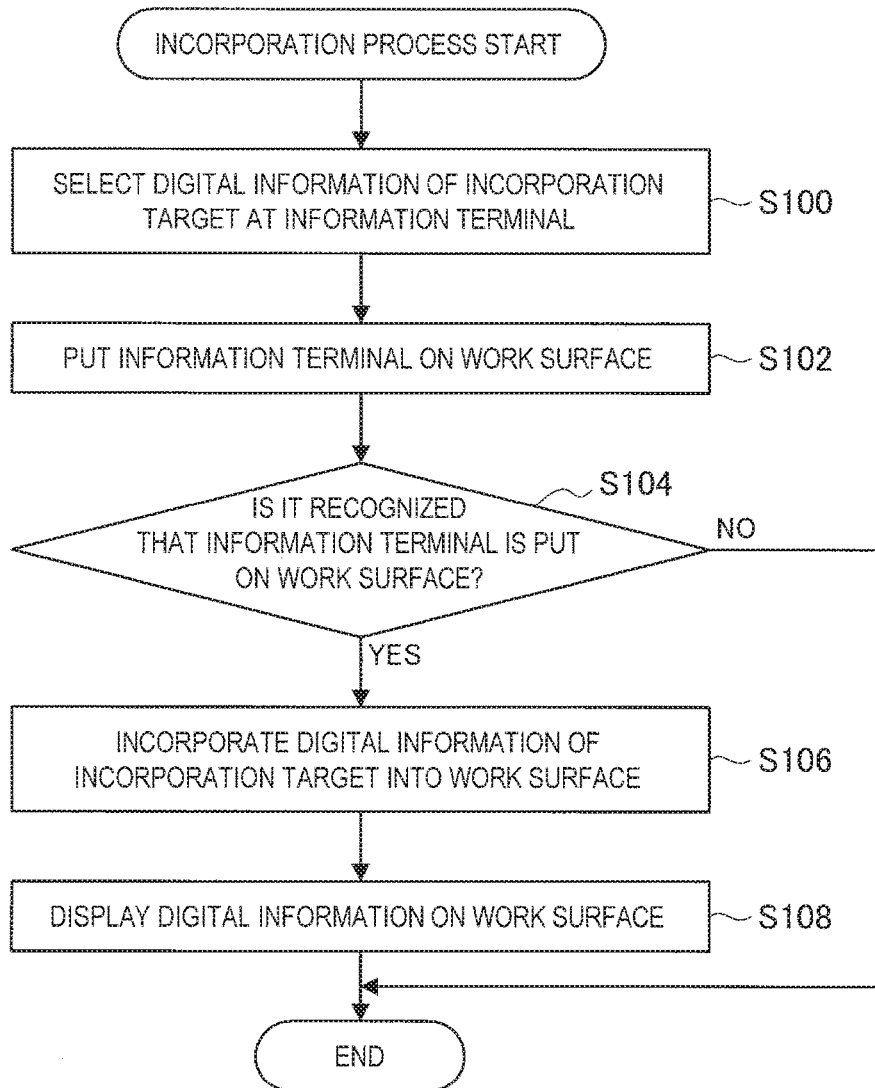 INCORPORATION PROCESS START
SELECT DIGITAL INFORMATION OF INCORPORATION
TARGET AT INFORMATION TERMINAL
S100
PUT INFORMATION TERMINAL ON WORK SURFACE
S102
S104
IS IT RECOGNIZED
THAT INFORMATION TERMINAL IS PUT
ON WORK SURFACE?
NO
YES
INCORPORATE DIGITAL INFORMATION OF
INCORPORATION TARGET INTO WORK SURFACE
S106
DISPLAY DIGITAL INFORMATION ON WORK SURFACE
S108
END